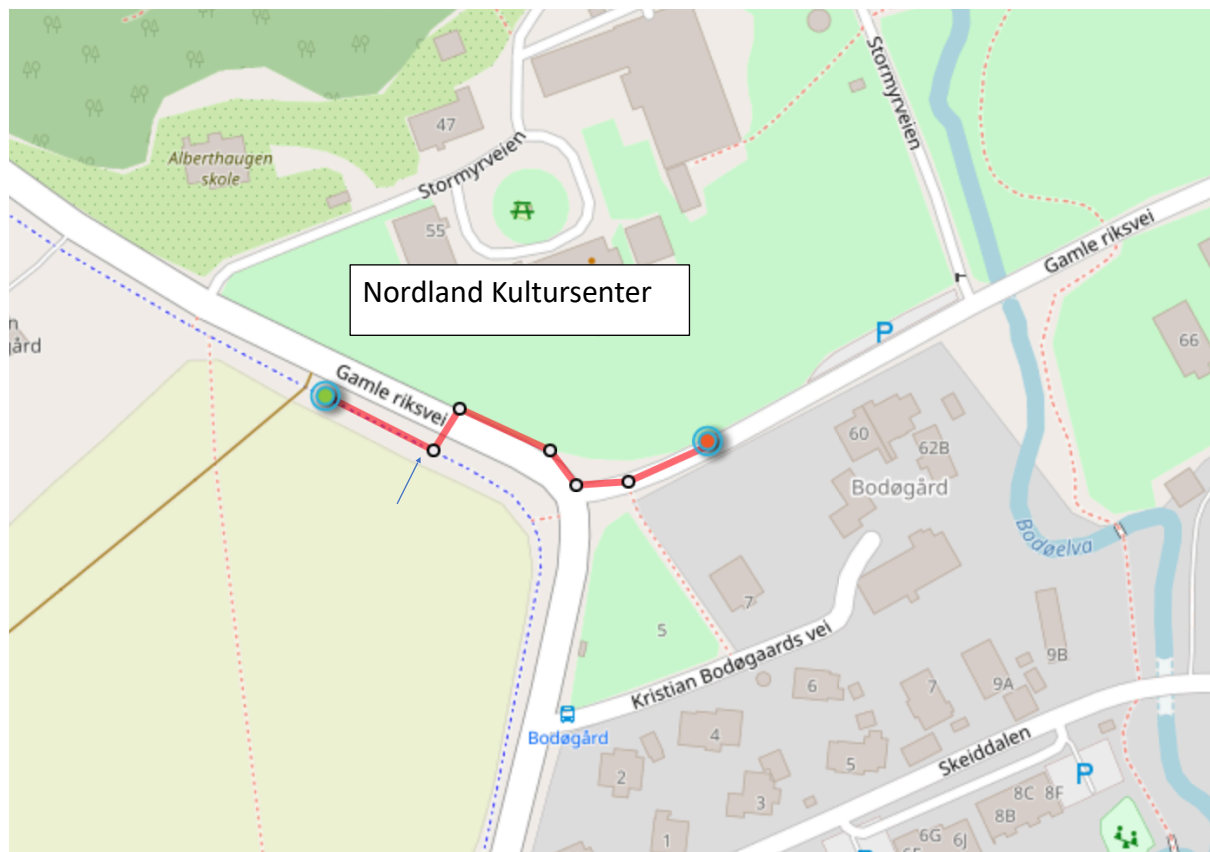 Stormyrveien
47
Alberthaugen
skole
Stormyrveien
55
Gamle riksvei
Nordland Kultursenter
P
66
n
ård
Gamle riksvei
60
62B
Bodøgård
Bodøelva
7
5
Kristian Bodøgaards vei
9B
6
7
9A
Bodøgård
4
Skeiddalen
2
5
P
3
8C
8F
8B
1
6G
6J